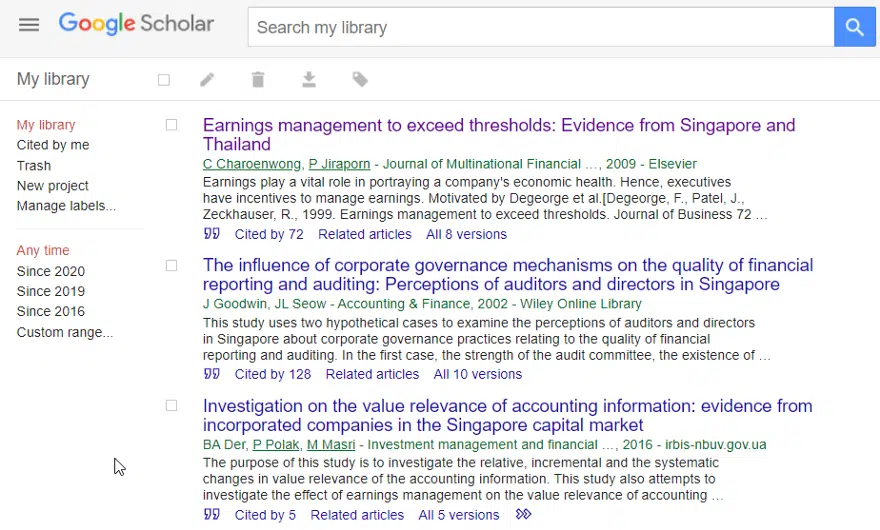 Google Scholar
Search my library
My library
My library
Cited by me
Trash
New project
Manage labels...
Any time
Since 2020
Since 2019
Since 2016
Custom range...
Earnings management to exceed thresholds: Evidence from Singapore and
Thailand
C Charoenwong, P Jiraporn - Journal of Multinational Financial …, 2009 - Elsevier
Earnings play a vital role in portraying a company's economic health. Hence, executives
have incentives to manage earnings. Motivated by Degeorge et al.[Degeorge, F., Patel, J.,
Zeckhauser, R., 1999. Earnings management to exceed thresholds. Journal of Business 72 …
Cited by 72 Related articles All 8 versions
The influence of corporate governance mechanisms on the quality of financial
reporting and auditing: Perceptions of auditors and directors in Singapore
J Goodwin, JL Seow - Accounting & Finance, 2002 - Wiley Online Library
This study uses two hypothetical cases to examine the perceptions of auditors and directors
in Singapore about corporate governance practices relating to the quality of financial
reporting and auditing. In the first case, the strength of the audit committee, the existence of …
Cited by 128 Related articles All 10 versions
Investigation on the value relevance of accounting information: evidence from
incorporated companies in the Singapore capital market
BA Der, P Polak, M Masri - Investment management and financial …, 2016 - irbis-nbuv.gov.ua
The purpose of this study is to investigate the relative, incremental and the systematic
changes in value relevance of the accounting information. This study also attempts to
investigate the effect of earnings management on the value relevance of accounting …
Cited by 5 Related articles All 5 versions